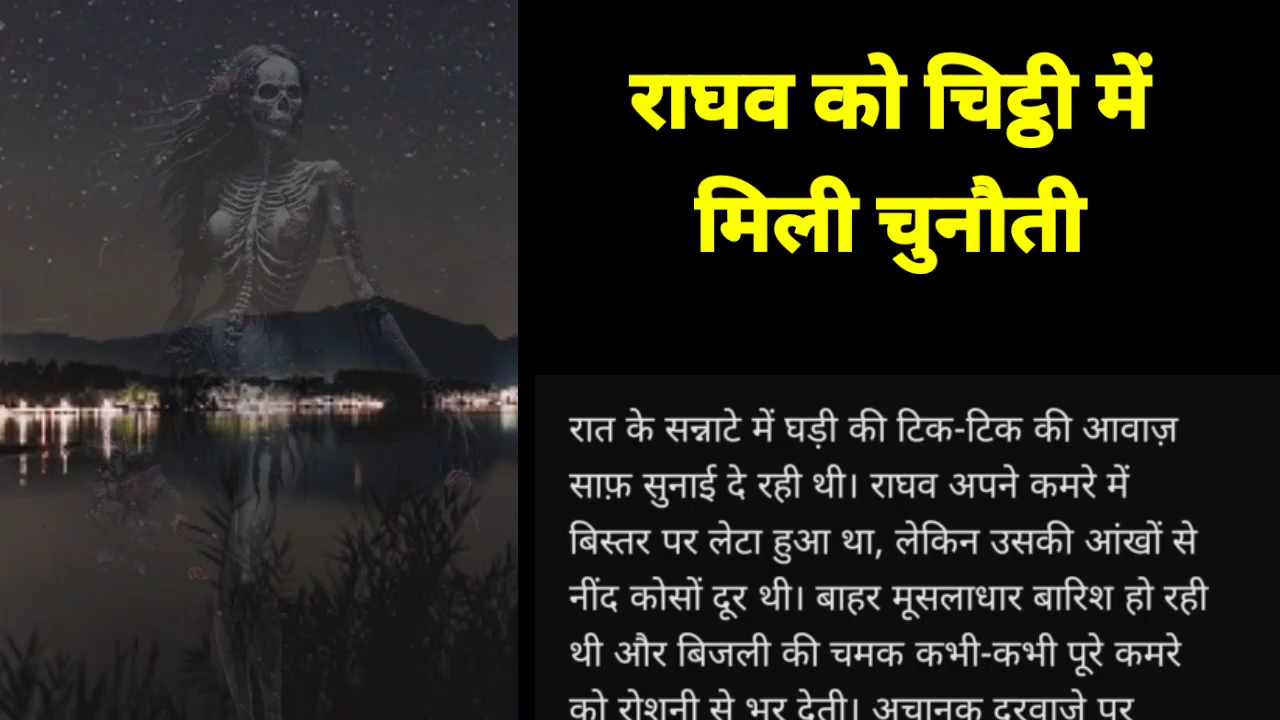 राघव को चिट्ठी में
मिली चुनौती
रात के सन्नाटे में घड़ी की टिक-टिक की आवाज़
साफ़ सुनाई दे रही थी। राघव अपने कमरे में
बिस्तर पर लेटा हुआ था, लेकिन उसकी आंखों से
नींद कोसों दूर थी। बाहर मूसलाधार बारिश हो रही
थी और बिजली की चमक कभी-कभी पूरे कमरे
को रोशनी से भर देती। अचानक दरवाजे पर